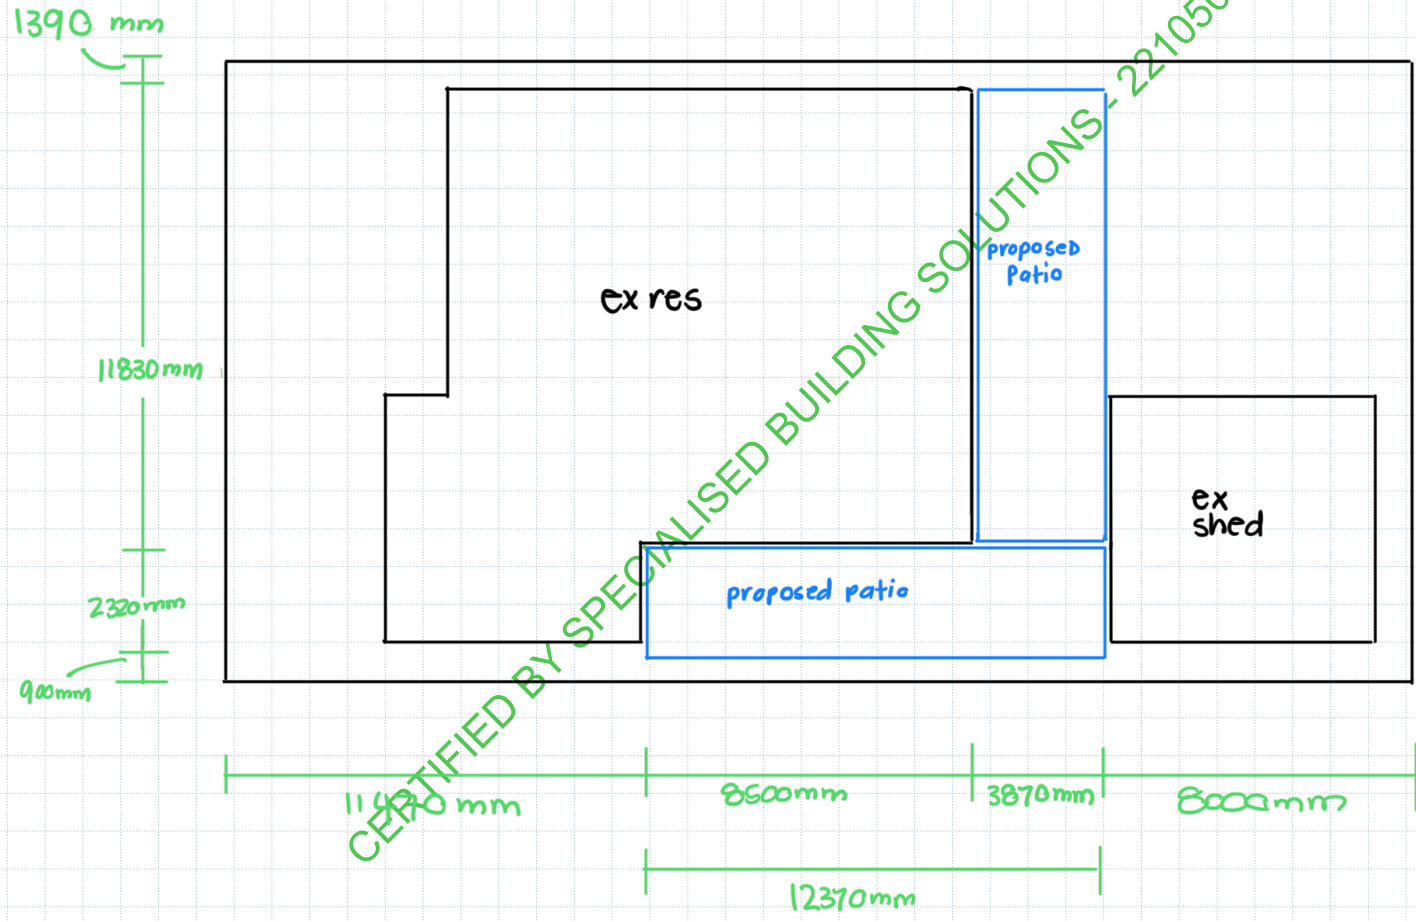 1390 mm
ex res
proposed
Patio
11830mm
ex
shed
proposed patio
2320mm
900mm
8500mm
3870mm
8000mm
12370mm
CERTIFIED BY SPECIALISED BUILDING SOLUTIONS - 221050